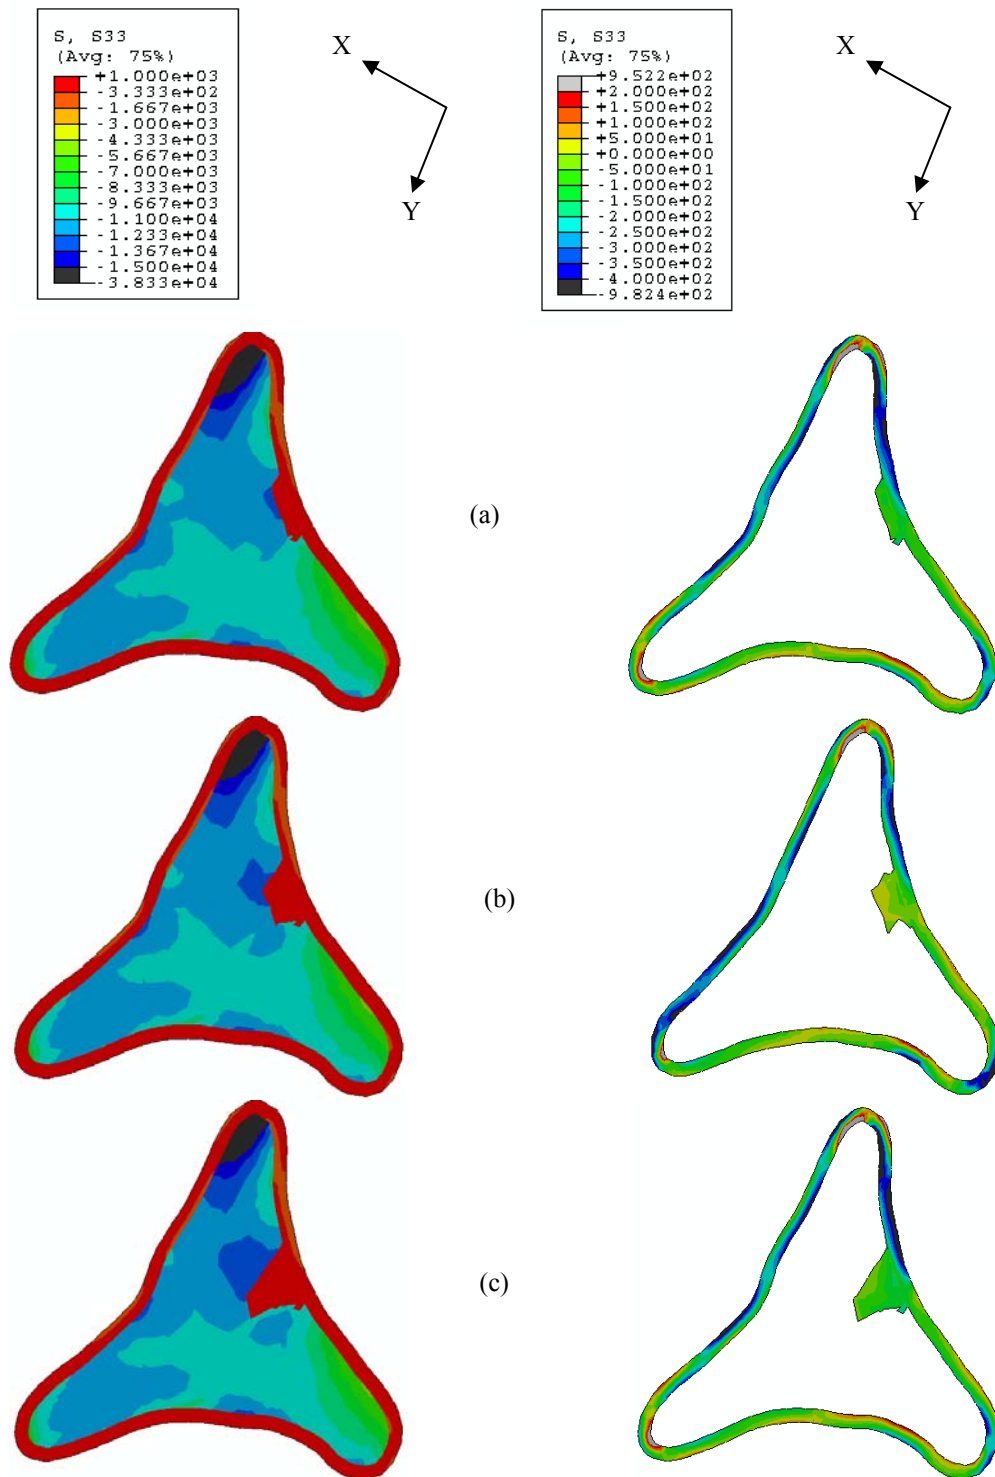 S, S33
(Avg: 75%)
+1.000e+03
-3.333e+02
-1.667e+03
-3.000e+03
-4.333e+03
-5.667e+03
-7.000e+03
-8.333e+03
-9.667e+03
-1.100e+04
-1.233e+04
-1.367e+04
-1.500e+04
-3.833e+04
X
Y
S, S33
(Avg: 75%)
+9.522e+02
+2.000e+02
+1.500e+02
+1.000e+02
+5.000e+01
+0.000e+00
-5.000e+01
-1.000e+02
-1.500e+02
-2.000e+02
-2.500e+02
-3.000e+02
-3.500e+02
-4.000e+02
-9.824e+02
X
Y
(a)
(b)
(c)